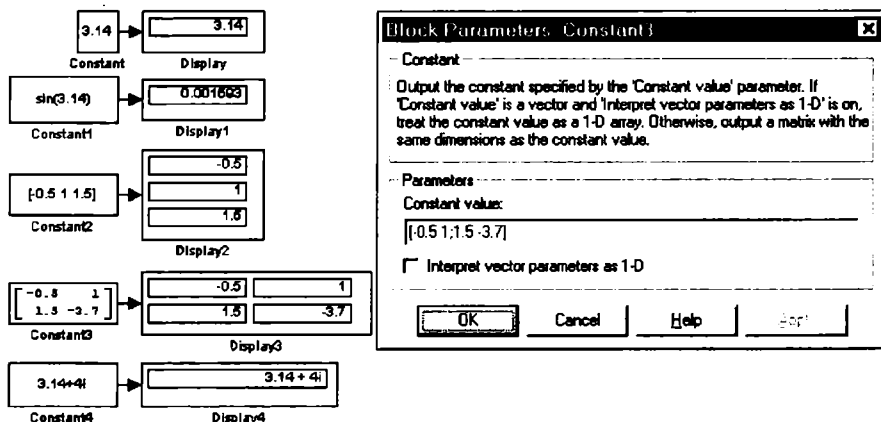 3.14
3.14
Constant
Display
sin(3.14)
0.001593
Constant1
Display1
[-0.5 1 1.5]
-0.5
1
1.5
Constant2
Display2
-0.5 1
1.5 -3.7
-0.5
1
1.5
-3.7
Constant3
Display3
3.14+4i
3.14 + 4i
Constant4
Display4
Block Parameters: Constant3
Constant
Output the constant specified by the 'Constant value' parameter. If
'Constant value' is a vector and 'Interpret vector parameters as 1-D' is on,
treat the constant value as a 1-D array. Otherwise, output a matrix with the
same dimensions as the constant value.
Parameters
Constant value:
[-0.5 1;1.5 -3.7]
Interpret vector parameters as 1-D
OK
Cancel
Help